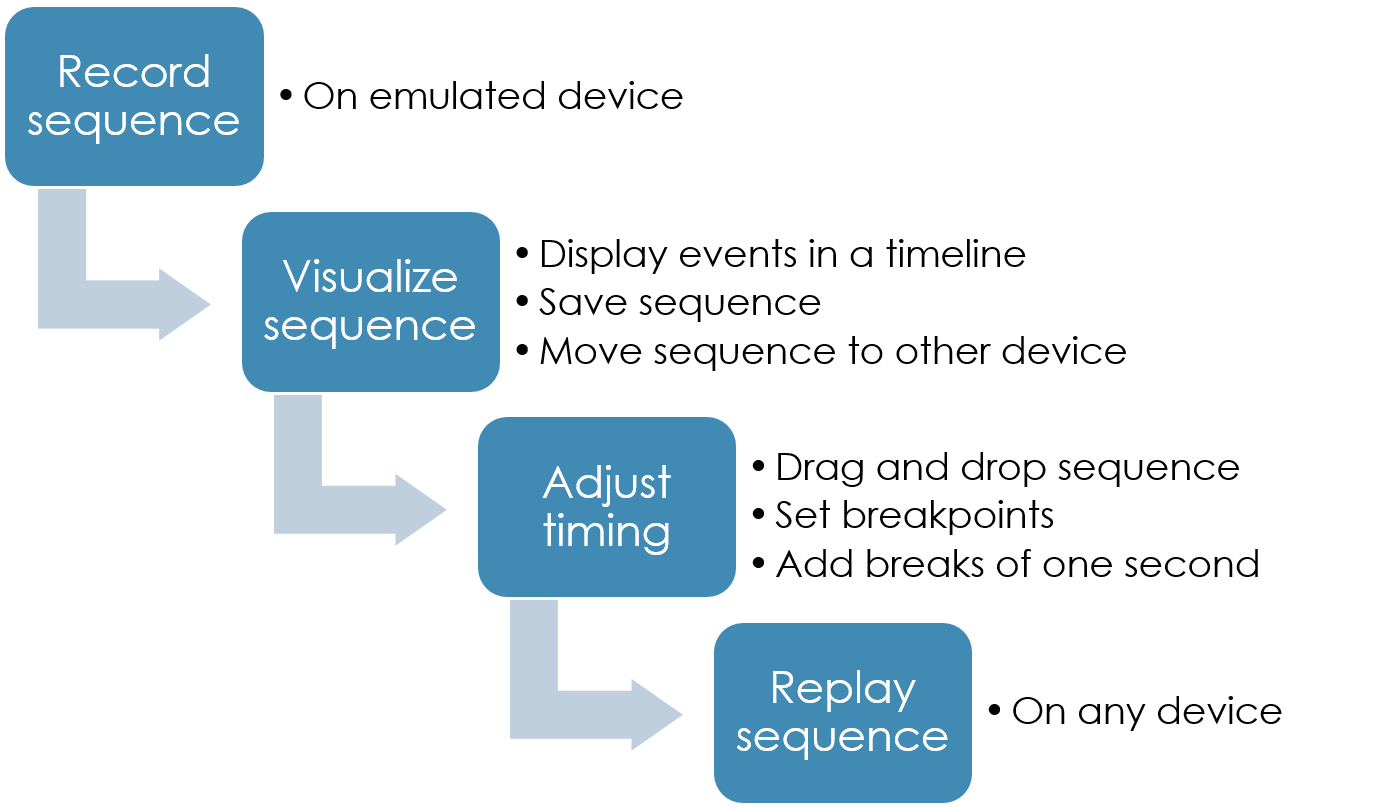 Record
sequence
• On emulated device
Visualize
sequence
• Display events in a timeline
• Save sequence
• Move sequence to other device
Adjust
timing
• Drag and drop sequence
• Set breakpoints
• Add breaks of one second
Replay
sequence
• On any device